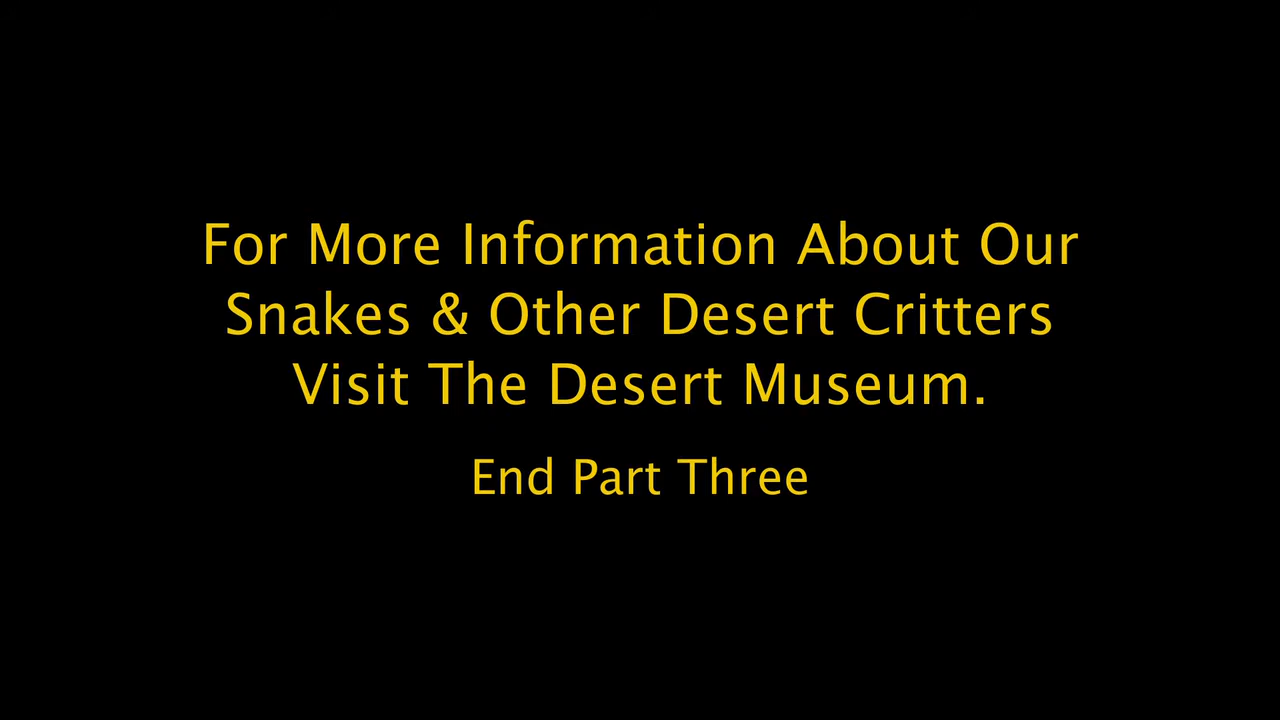 For More Information About Our
Snakes & Other Desert Critters
Visit The Desert Museum.
End Part Three